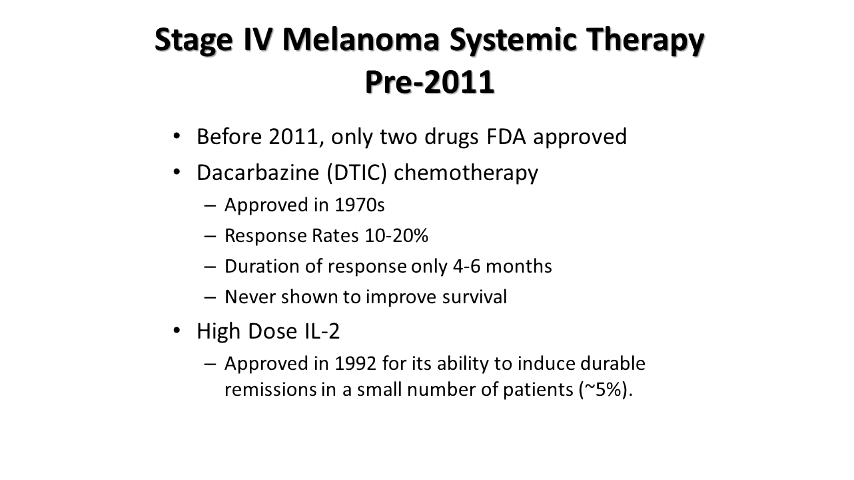 Stage IV Melanoma Systemic Therapy
Pre-2011
• Before 2011, only two drugs FDA approved
• Dacarbazine (DTIC) chemotherapy
– Approved in 1970s
– Response Rates 10-20%
– Duration of response only 4-6 months
– Never shown to improve survival
• High Dose IL-2
– Approved in 1992 for its ability to induce durable
remissions in a small number of patients (~5%).